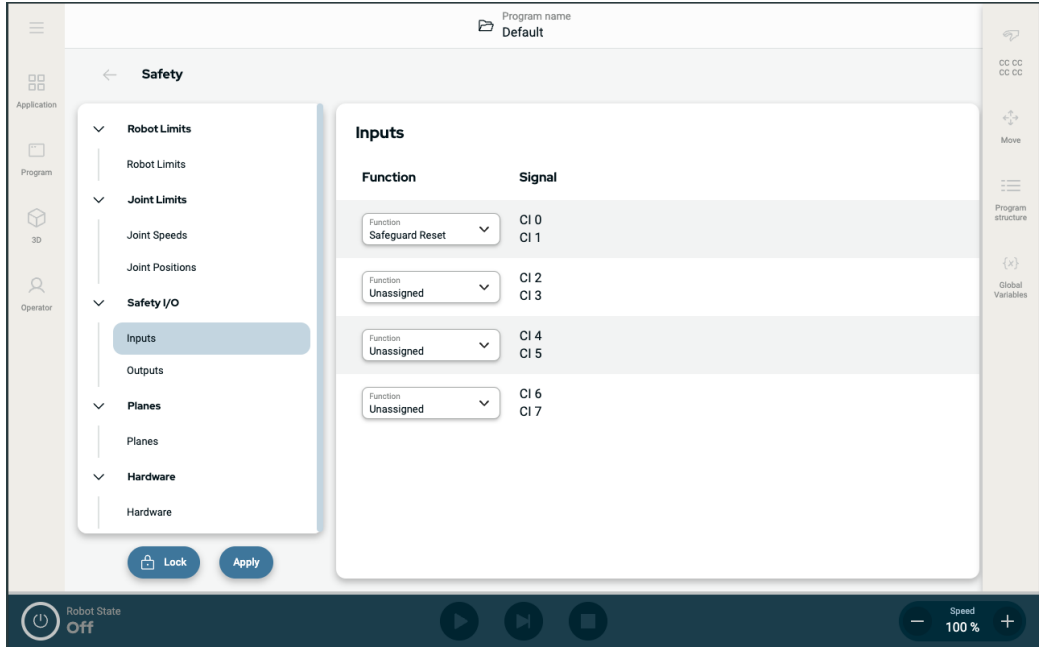 Program name
Default
Application
Program
3D
Operator
Safety
Robot Limits
Robot Limits
Joint Limits
Joint Speeds
Joint Positions
Safety I/O
Inputs
Outputs
Planes
Planes
Hardware
Hardware
Lock
Apply
Inputs
Function
Signal
Function
Safeguard Reset
CI 0
CI 1
Function
Unassigned
CI 2
CI 3
Function
Unassigned
CI 4
CI 5
Function
Unassigned
CI 6
CI 7
CC CC
CC CC
Move
Program
structure
{x}
Global
Variables
Robot State
Off
Speed
100 %